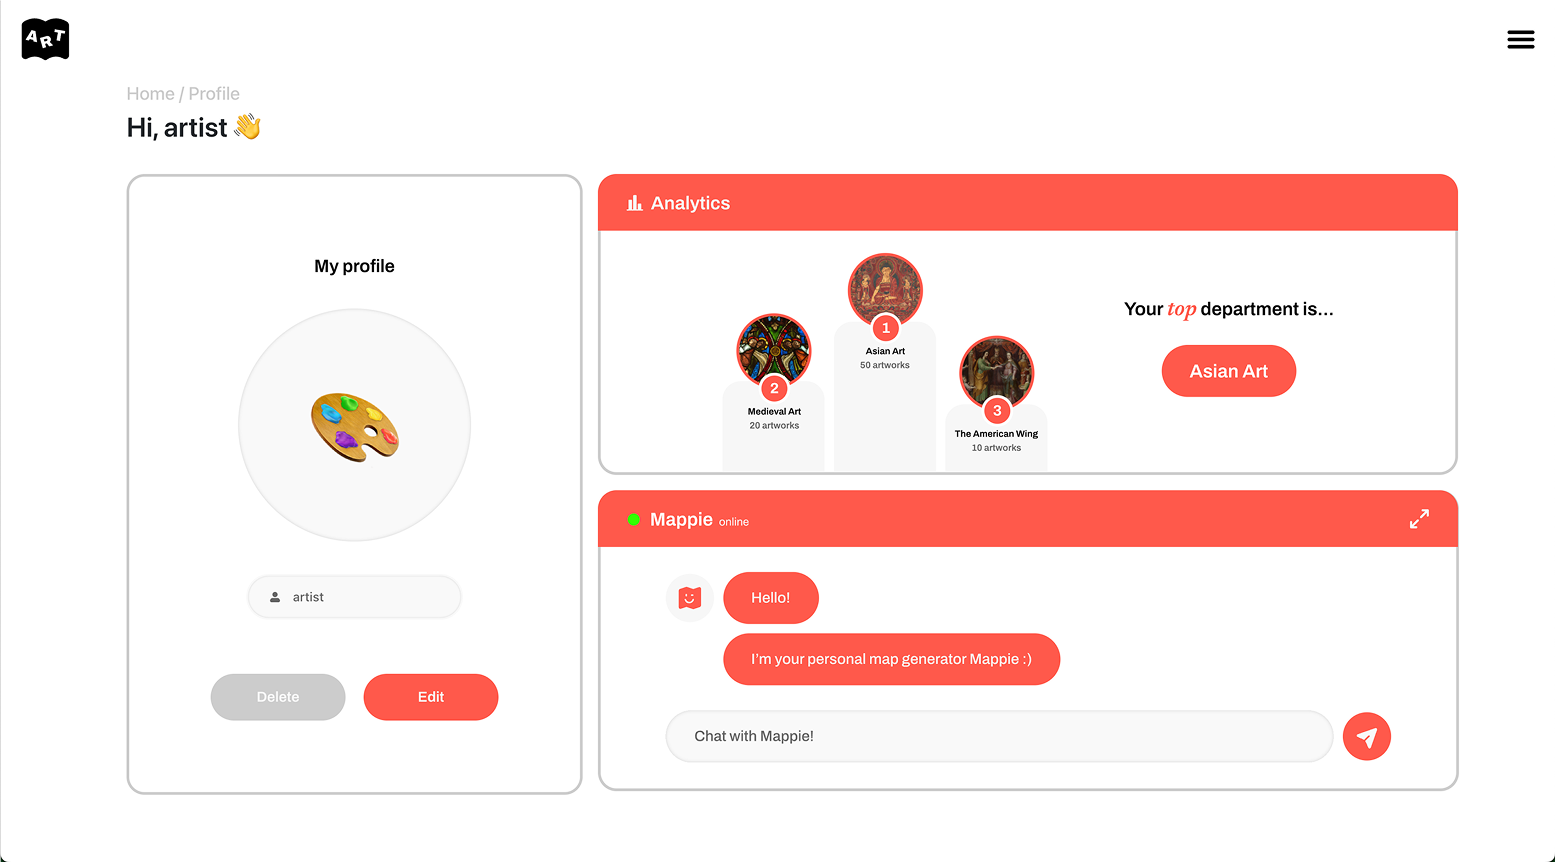 ART
Home / Profile
Hi, artist 👋
My profile
artist
Delete
Edit
Analytics
1
Asian Art
50 artworks
2
Medieval Art
20 artworks
3
The American Wing
10 artworks
Your top department is...
Asian Art
Mappie online
Hello!
I'm your personal map generator Mappie :)
Chat with Mappie!